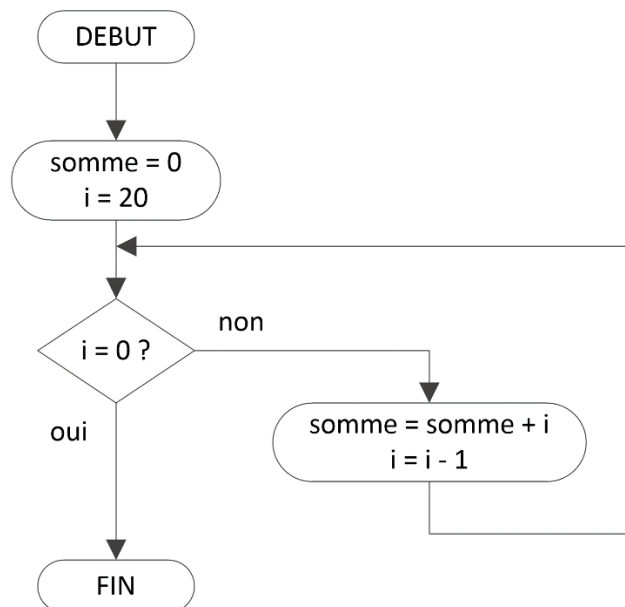 DEBUT
somme = 0
i = 20
i = 0 ?
non
oui
somme = somme + i
i = i - 1
FIN